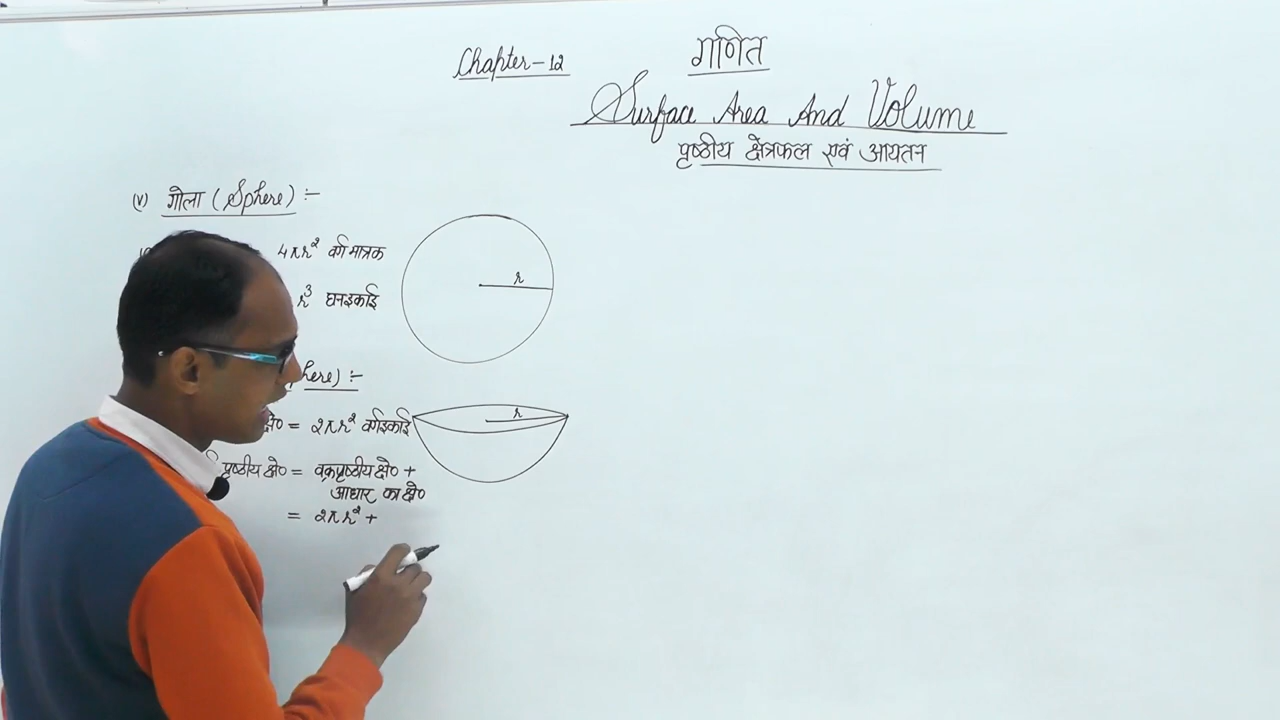 Chapter-12
गणित
Surface Area And Volume
पृष्ठीय क्षेत्रफल एवं आयतन
(v) गोला (Sphere) :-
4πr² वर्ग मात्रक
r
r³ घनइकाई
here) :-
क्षे० = 2πr² वर्गइकाई
r
पृष्ठीय क्षे० = वक्रपृष्ठीय क्षे० +
आधार का क्षे०
= 2πr² +